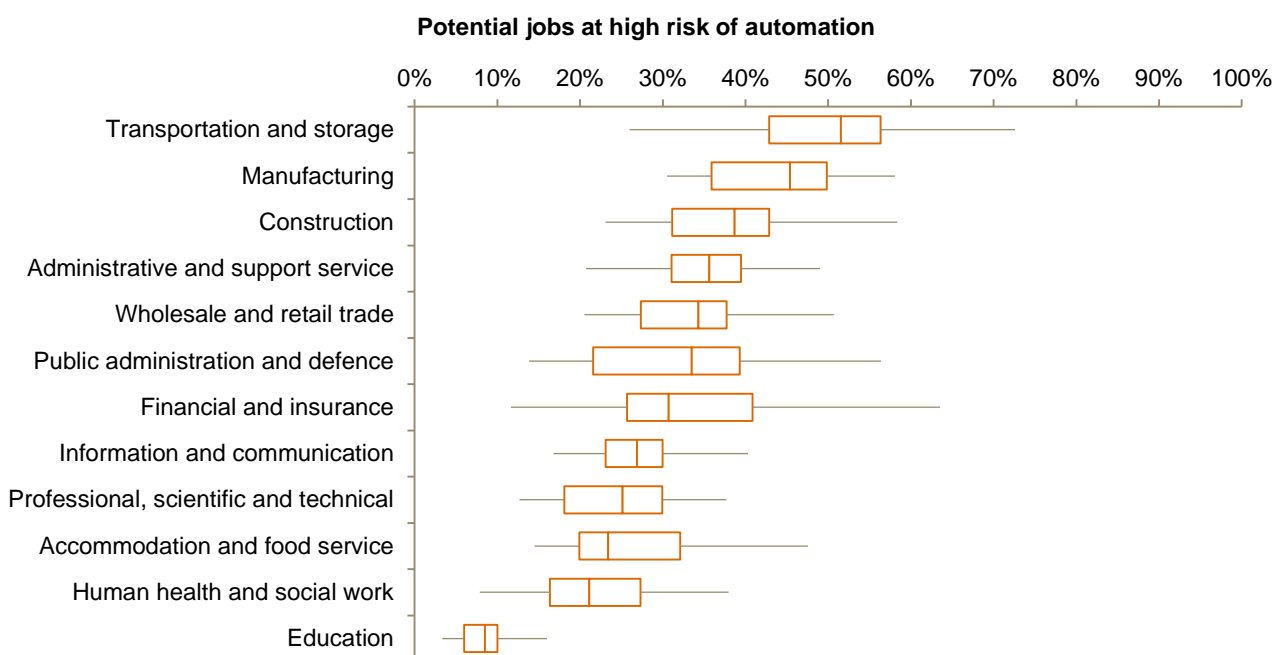 Potential jobs at high risk of automation
0% 10% 20% 30% 40% 50% 60% 70% 80% 90% 100%
Transportation and storage
Manufacturing
Construction
Administrative and support service
Wholesale and retail trade
Public administration and defence
Financial and insurance
Information and communication
Professional, scientific and technical
Accommodation and food service
Human health and social work
Education